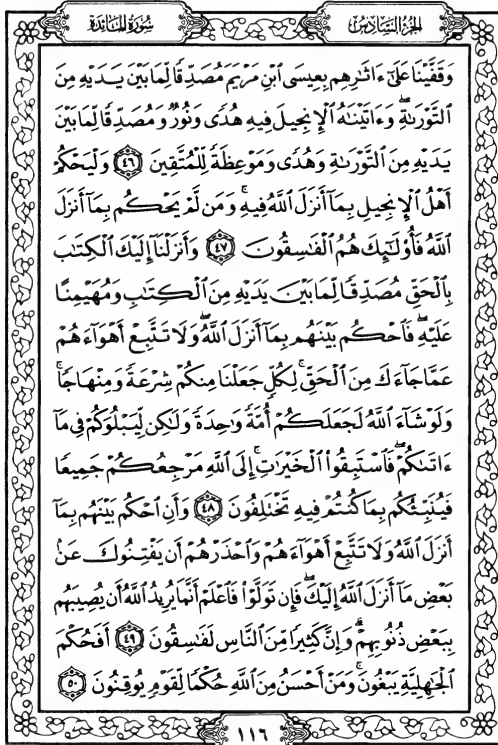 الجزء السادس
سورة المائدة
وَقَفَّيْنَا عَلَىٰٓ ءَاثَٰرِهِم بِعِيسَى ٱبْنِ مَرْيَمَ مُصَدِّقًا لِّمَا بَيْنَ يَدَيْهِ مِنَ
ٱلتَّوْرَىٰةِ ۖ وَءَاتَيْنَٰهُ ٱلْإِنجِيلَ فِيهِ هُدًى وَنُورٌ وَمُصَدِّقًا لِّمَا بَيْنَ
يَدَيْهِ مِنَ ٱلتَّوْرَىٰةِ وَهُدًى وَمَوْعِظَةً لِّلْمُتَّقِينَ ٤٦ وَلْيَحْكُمْ
أَهْلُ ٱلْإِنجِيلِ بِمَآ أَنزَلَ ٱللَّهُ فِيهِ ۚ وَمَن لَّمْ يَحْكُم بِمَآ أَنزَلَ
ٱللَّهُ فَأُو۟لَٰٓئِكَ هُمُ ٱلْفَٰسِقُونَ ٤٧ وَأَنزَلْنَآ إِلَيْكَ ٱلْكِتَٰبَ
بِٱلْحَقِّ مُصَدِّقًا لِّمَا بَيْنَ يَدَيْهِ مِنَ ٱلْكِتَٰبِ وَمُهَيْمِنًا
عَلَيْهِ ۖ فَٱحْكُم بَيْنَهُم بِمَآ أَنزَلَ ٱللَّهُ ۖ وَلَا تَتَّبِعْ أَهْوَآءَهُمْ
عَمَّا جَآءَكَ مِنَ ٱلْحَقِّ ۚ لِكُلٍّ جَعَلْنَا مِنكُمْ شِرْعَةً وَمِنْهَاجًا ۚ
وَلَوْ شَآءَ ٱللَّهُ لَجَعَلَكُمْ أُمَّةً وَٰحِدَةً وَلَٰكِن لِّيَبْلُوَكُمْ فِى مَآ
ءَاتَىٰكُمْ ۖ فَٱسْتَبِقُوا۟ ٱلْخَيْرَٰتِ ۚ إِلَى ٱللَّهِ مَرْجِعُكُمْ جَمِيعًا
فَيُنَبِّئُكُم بِمَا كُنتُمْ فِيهِ تَخْتَلِفُونَ ٤٨ وَأَنِ ٱحْكُم بَيْنَهُم بِمَآ
أَنزَلَ ٱللَّهُ وَلَا تَتَّبِعْ أَهْوَآءَهُمْ وَٱحْذَرْهُمْ أَن يَفْتِنُوكَ عَنۢ
بَعْضِ مَآ أَنزَلَ ٱللَّهُ إِلَيْكَ ۖ فَإِن تَوَلَّوْا۟ فَٱعْلَمْ أَنَّمَا يُرِيدُ ٱللَّهُ أَن يُصِيبَهُم
بِبَعْضِ ذُنُوبِهِمْ ۗ وَإِنَّ كَثِيرًا مِّنَ ٱلنَّاسِ لَفَٰسِقُونَ ٤٩ أَفَحُكْمَ
ٱلْجَٰهِلِيَّةِ يَبْغُونَ ۚ وَمَنْ أَحْسَنُ مِنَ ٱللَّهِ حُكْمًا لِّقَوْمٍ يُوقِنُونَ ٥٠
١١٦